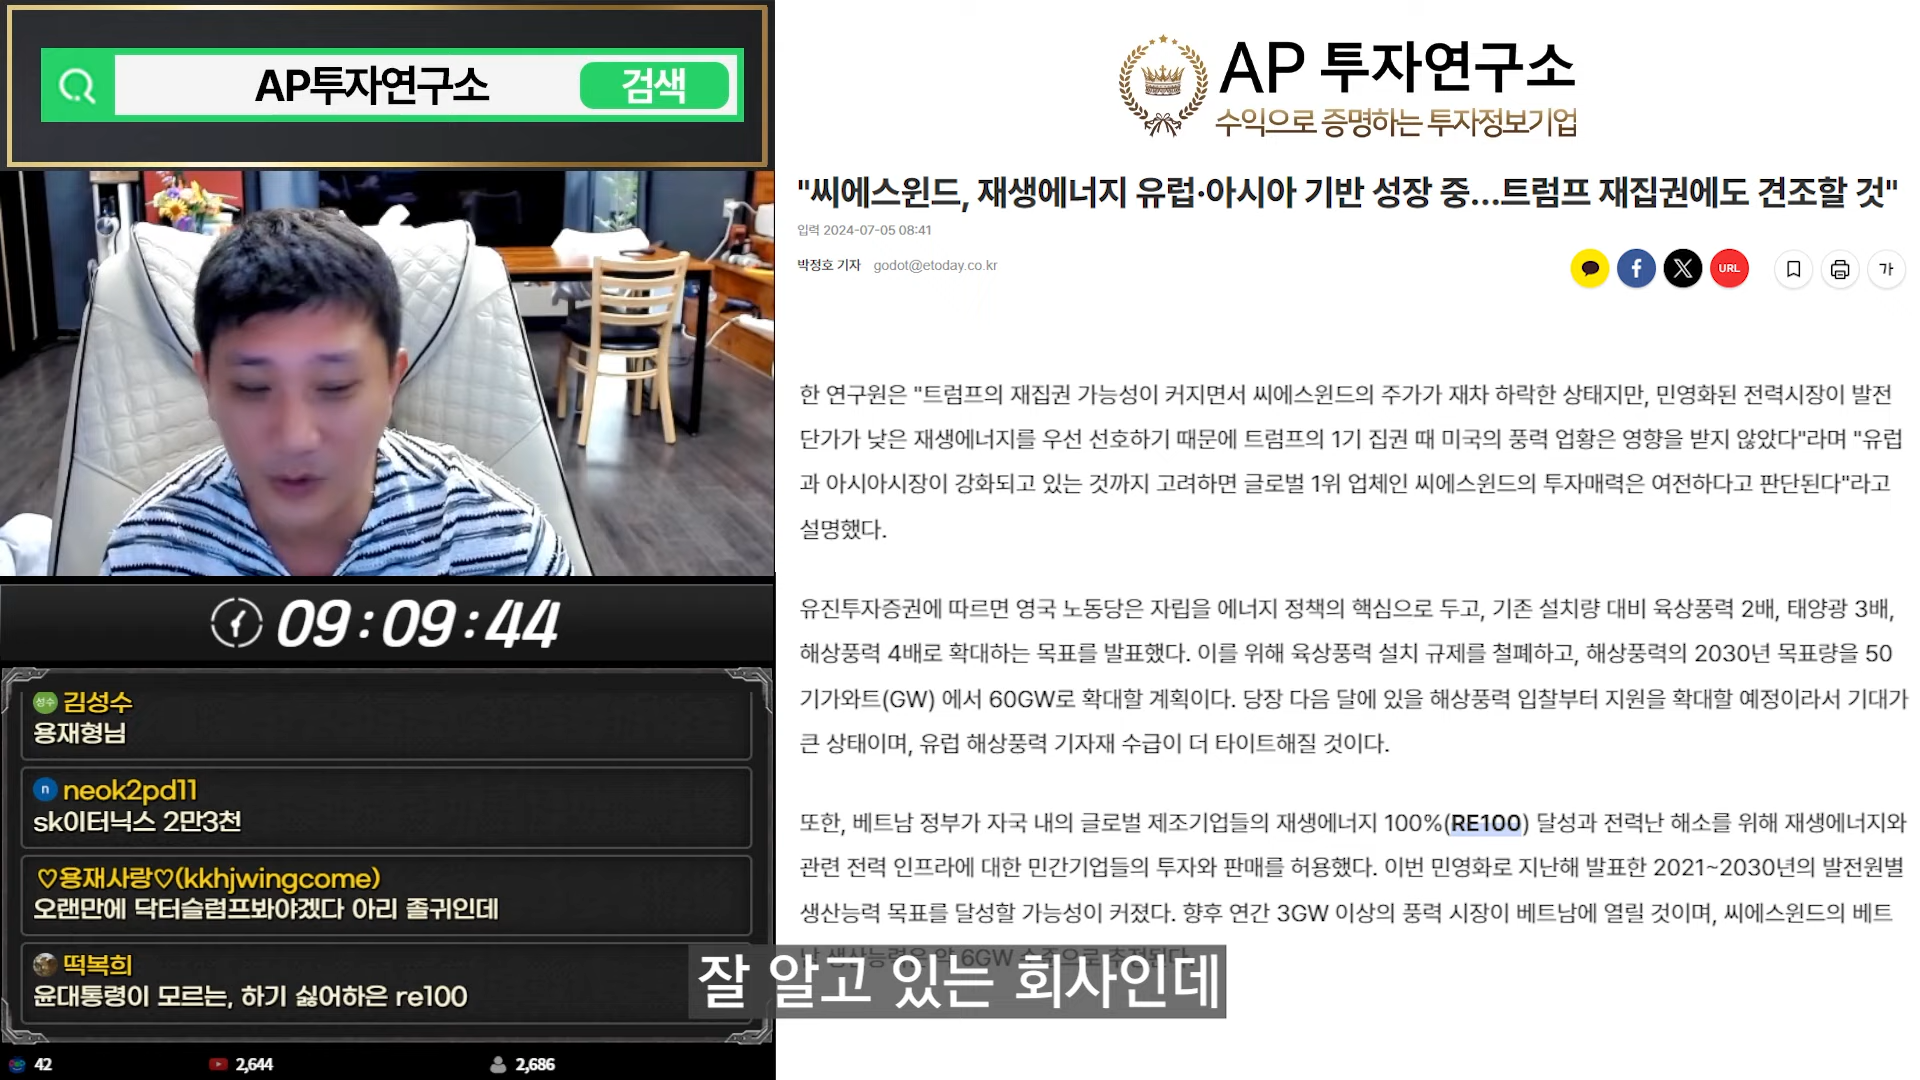 AP투자연구소
검색
AP 투자연구소
수익으로 증명하는 투자정보기업
"씨에스윈드, 재생에너지 유럽·아시아 기반 성장 중…트럼프 재집권에도 견조할 것"
입력 2024-07-05 08:41
박정호 기자 godot@etoday.co.kr
URL
가
한 연구원은 "트럼프의 재집권 가능성이 커지면서 씨에스윈드의 주가가 재차 하락한 상태지만, 민영화된 전력시장이 발전
단가가 낮은 재생에너지를 우선 선호하기 때문에 트럼프의 1기 집권 때 미국의 풍력 업황은 영향을 받지 않았다"라며 "유럽
과 아시아시장이 강화되고 있는 것까지 고려하면 글로벌 1위 업체인 씨에스윈드의 투자매력은 여전하다고 판단된다"라고
설명했다.
유진투자증권에 따르면 영국 노동당은 자립을 에너지 정책의 핵심으로 두고, 기존 설치량 대비 육상풍력 2배, 태양광 3배,
해상풍력 4배로 확대하는 목표를 발표했다. 이를 위해 육상풍력 설치 규제를 철폐하고, 해상풍력의 2030년 목표량을 50
기가와트(GW) 에서 60GW로 확대할 계획이다. 당장 다음 달에 있을 해상풍력 입찰부터 지원을 확대할 예정이라서 기대가
큰 상태이며, 유럽 해상풍력 기자재 수급이 더 타이트해질 것이다.
또한, 베트남 정부가 자국 내의 글로벌 제조기업들의 재생에너지 100%(RE100) 달성과 전력난 해소를 위해 재생에너지와
관련 전력 인프라에 대한 민간기업들의 투자와 판매를 허용했다. 이번 민영화로 지난해 발표한 2021~2030년의 발전원별
생산능력 목표를 달성할 가능성이 커졌다. 향후 연간 3GW 이상의 풍력 시장이 베트남에 열릴 것이며, 씨에스윈드의 베트
남 생산능력은 약 6GW 수준으로 추정된다.
09:09:44
성수 김성수
용재형님
n neok2pd11
sk이터닉스 2만3천
♡용재사랑♡(kkhjwingcome)
오랜만에 닥터슬럼프봐야겠다 아리 졸귀인데
떡복희
윤대통령이 모르는, 하기 싫어하은 re100
잘 알고 있는 회사인데
42 2,644 2,686